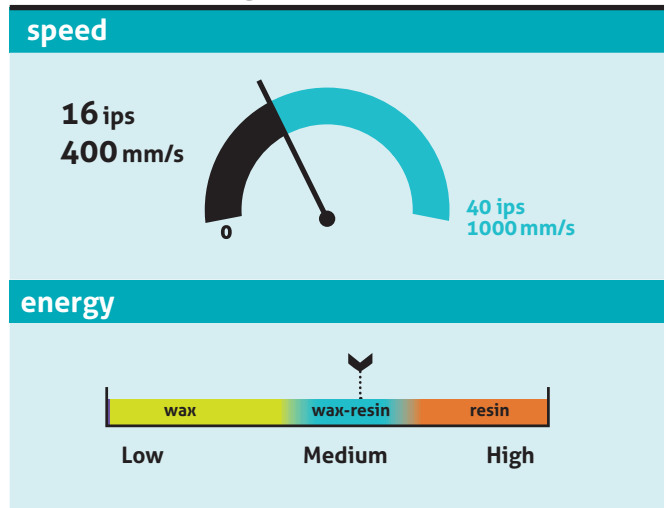 speed
16 ips
400 mm/s
0
40 ips
1000 mm/s
energy
wax wax-resin resin
Low Medium High